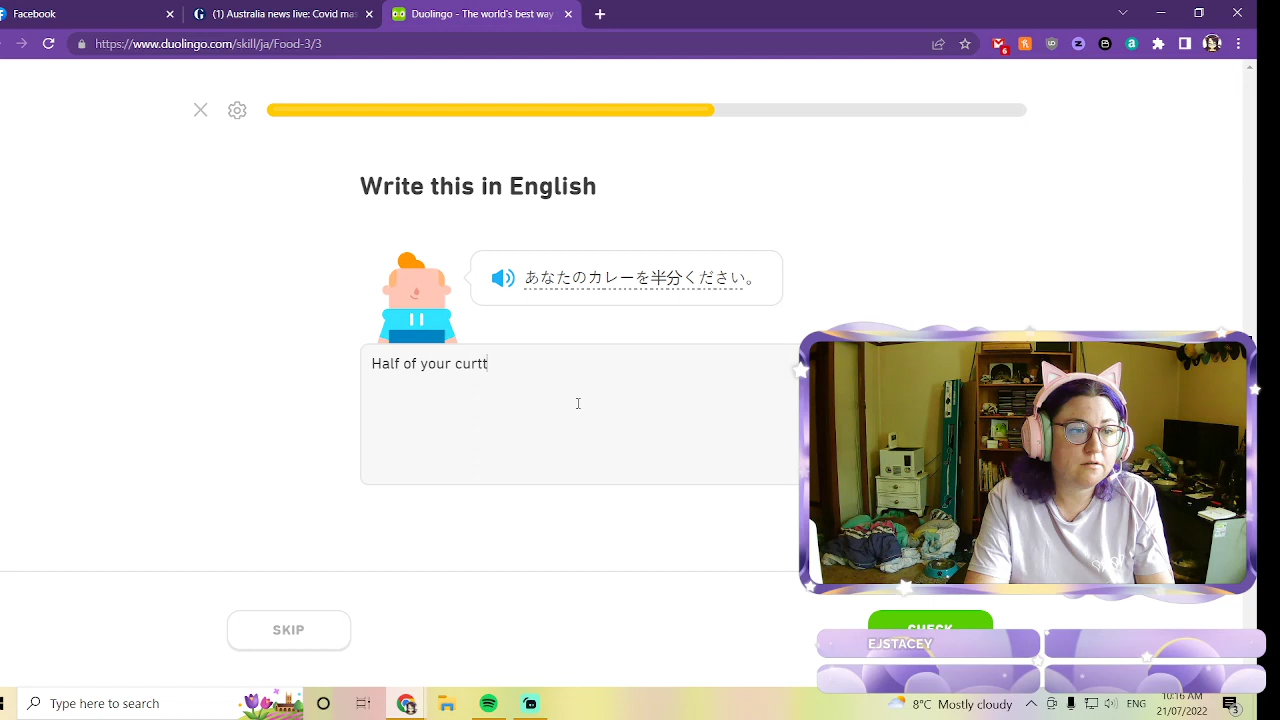 Facebook
(1) Australia news live: Covid mas
Duolingo - The world's best way
https://www.duolingo.com/skill/ja/Food-3/3
6
Write this in English
あなたのカレーを半分ください。
Half of your curtt
SKIP
CHECK
EJSTACEY
Type here to search
8°C Mostly cloudy
ENG
10:16 AM
21/07/2022
3